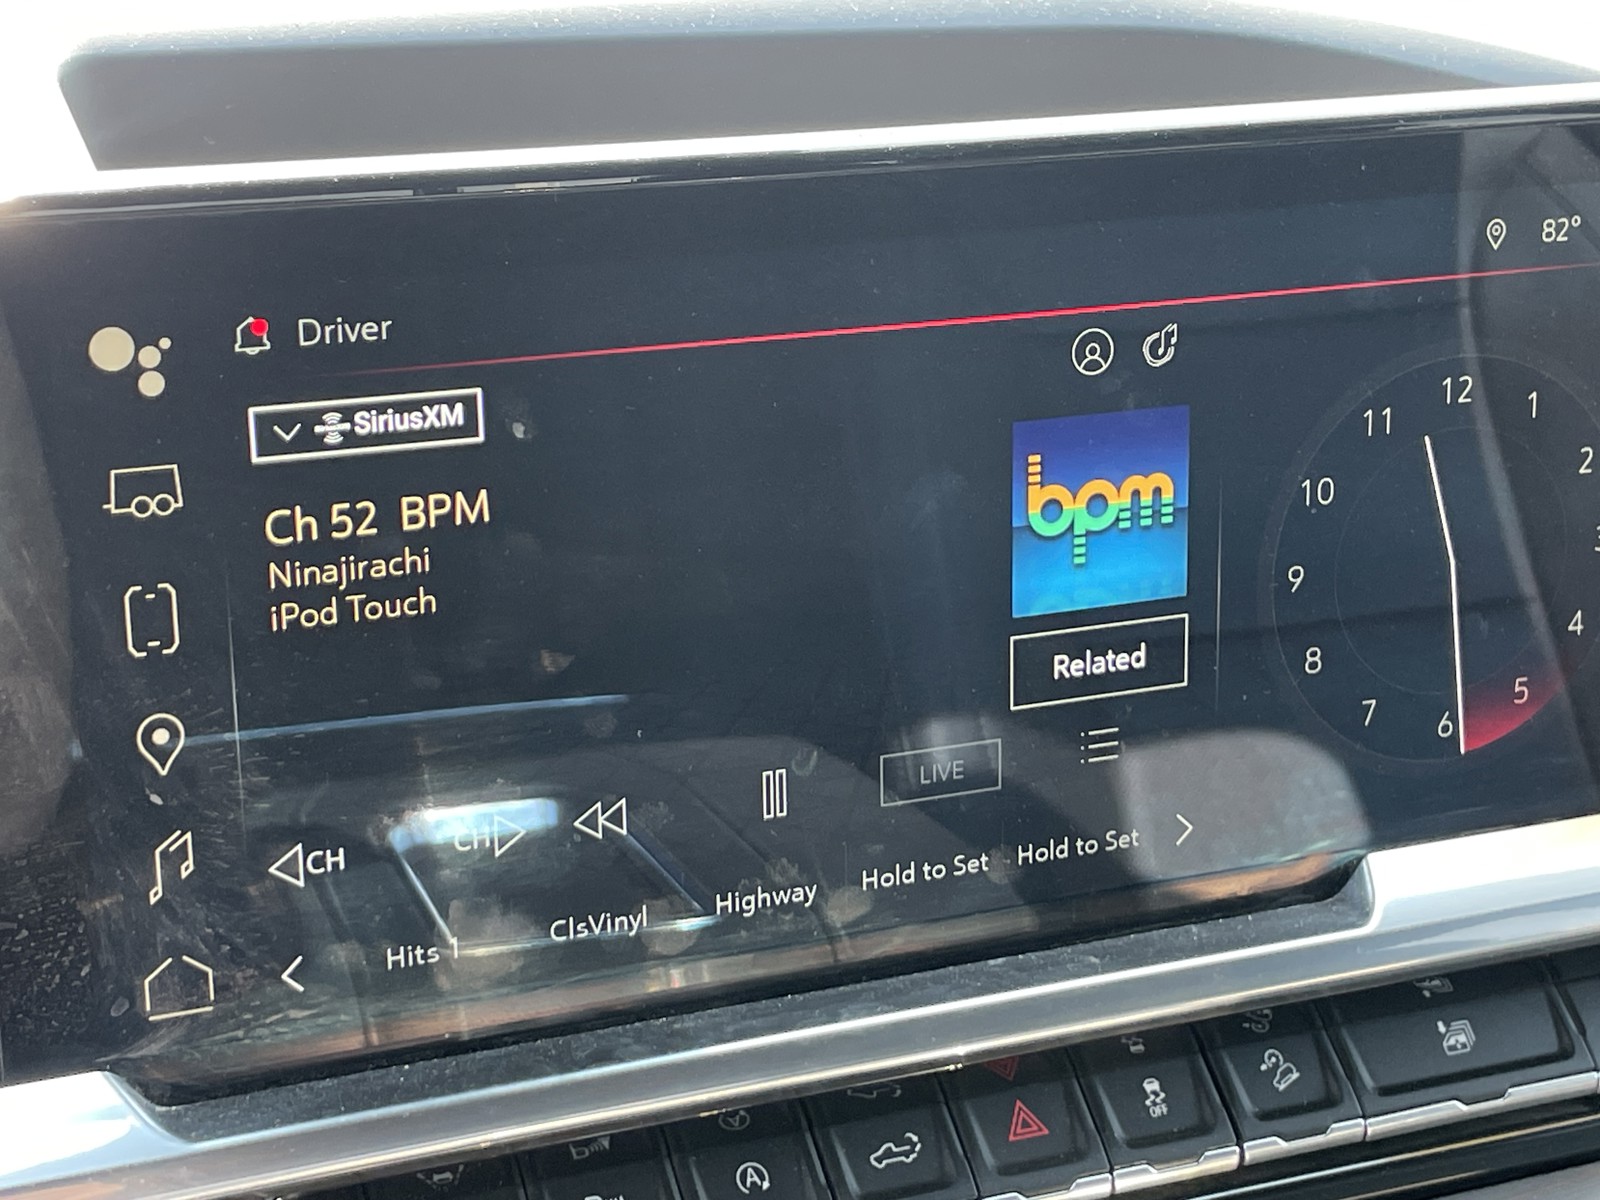 82°
Driver
SiriusXM
Ch 52 BPM
Ninajirachi
iPod Touch
bpm
Related
LIVE
CH
CH
Hits 1
ClsVinyl
Highway
Hold to Set
Hold to Set
12
1
2
4
5
6
7
8
9
10
11
OFF
A